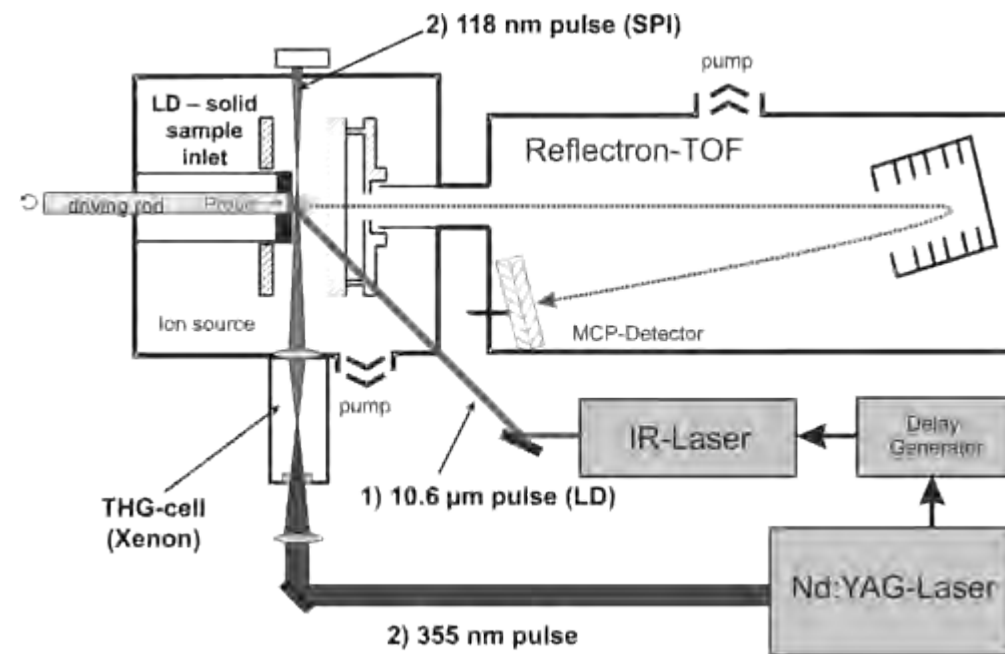 2) 118 nm pulse (SPI)
pump
LD – solid
sample
inlet
Reflectron-TOF
driving rod
Probe
Ion source
MCP-Detector
pump
IR-Laser
Delay
Generator
1) 10.6 µm pulse (LD)
THG-cell
(Xenon)
Nd:YAG-Laser
2) 355 nm pulse